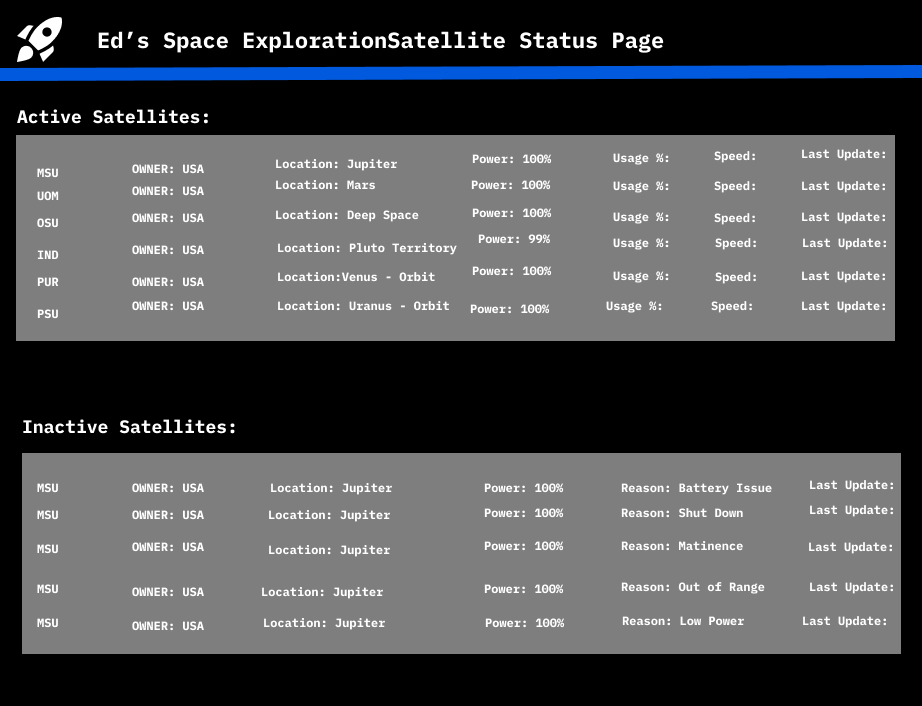 Ed’s Space ExplorationSatellite Status Page
Active Satellites:
MSU OWNER: USA Location: Jupiter Power: 100% Usage %: Speed: Last Update:
UOM OWNER: USA Location: Mars Power: 100% Usage %: Speed: Last Update:
OSU OWNER: USA Location: Deep Space Power: 100% Usage %: Speed: Last Update:
IND OWNER: USA Location: Pluto Territory Power: 99% Usage %: Speed: Last Update:
PUR OWNER: USA Location:Venus - Orbit Power: 100% Usage %: Speed: Last Update:
PSU OWNER: USA Location: Uranus - Orbit Power: 100% Usage %: Speed: Last Update:
Inactive Satellites:
MSU OWNER: USA Location: Jupiter Power: 100% Reason: Battery Issue Last Update:
MSU OWNER: USA Location: Jupiter Power: 100% Reason: Shut Down Last Update:
MSU OWNER: USA Location: Jupiter Power: 100% Reason: Matinence Last Update:
MSU OWNER: USA Location: Jupiter Power: 100% Reason: Out of Range Last Update:
MSU OWNER: USA Location: Jupiter Power: 100% Reason: Low Power Last Update: